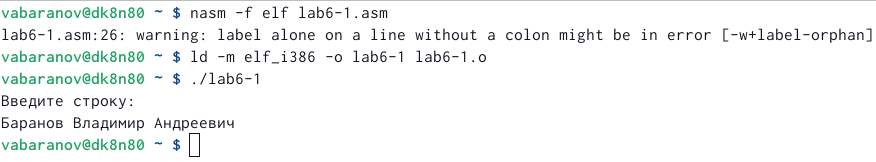 vabaranov@dk8n80 ~ $ nasm -f elf lab6-1.asm
lab6-1.asm:26: warning: label alone on a line without a colon might be in error [-w+label-orphan]
vabaranov@dk8n80 ~ $ ld -m elf_i386 -o lab6-1 lab6-1.o
vabaranov@dk8n80 ~ $ ./lab6-1
Введите строку:
Баранов Владимир Андреевич
vabaranov@dk8n80 ~ $